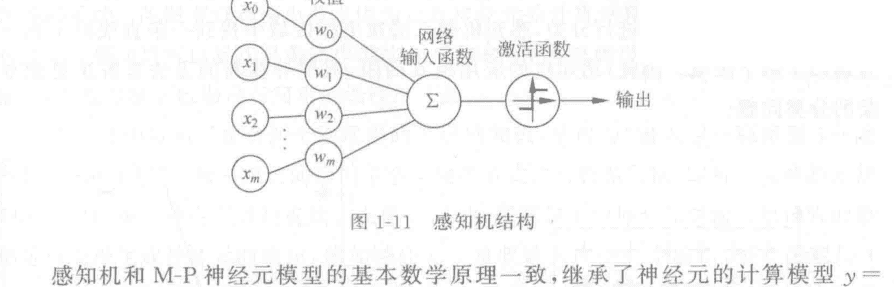 权值
x₀
w₀
网络
输入函数
激活函数
x₁
w₁
Σ
输出
x₂
w₂
⋮
xₘ
wₘ
图 1-11 感知机结构
感知机和 M-P 神经元模型的基本数学原理一致,继承了神经元的计算模型 y=